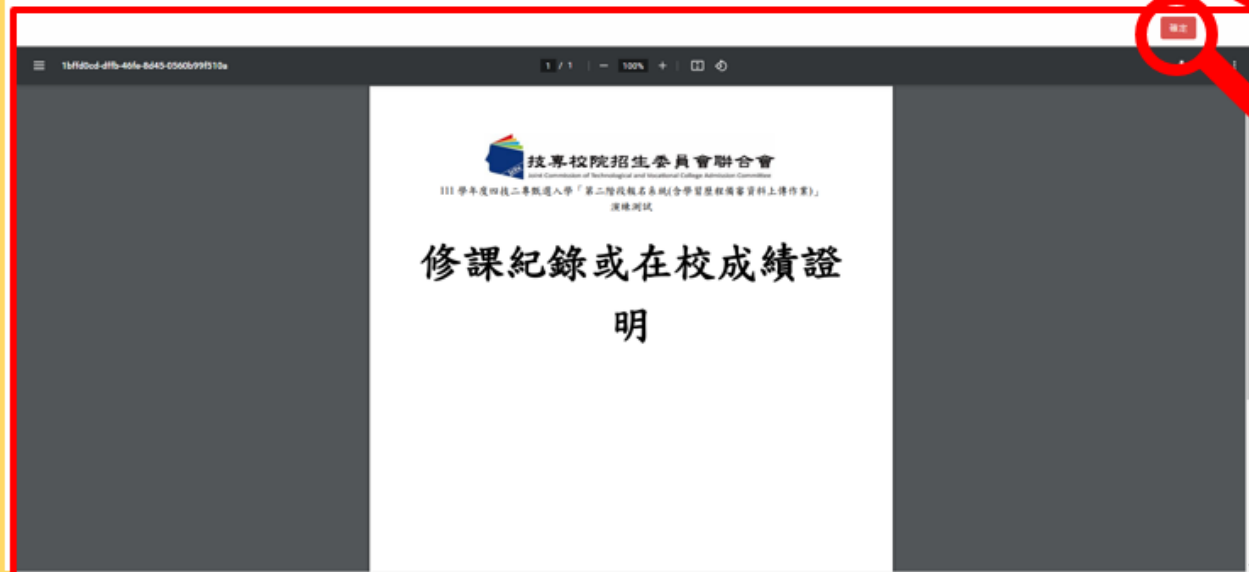 確定
1bffd0cd-dffb-46fe-8d45-0560b99f510a
1 / 1
100%
技專校院招生委員會聯合會
Joint Commission of Technological and Vocational College Admission Committee
111 學年度四技二專甄選入學「第二階段報名系統(含學習歷程備審資料上傳作業)」
演練測試
修課紀錄或在校成績證
明